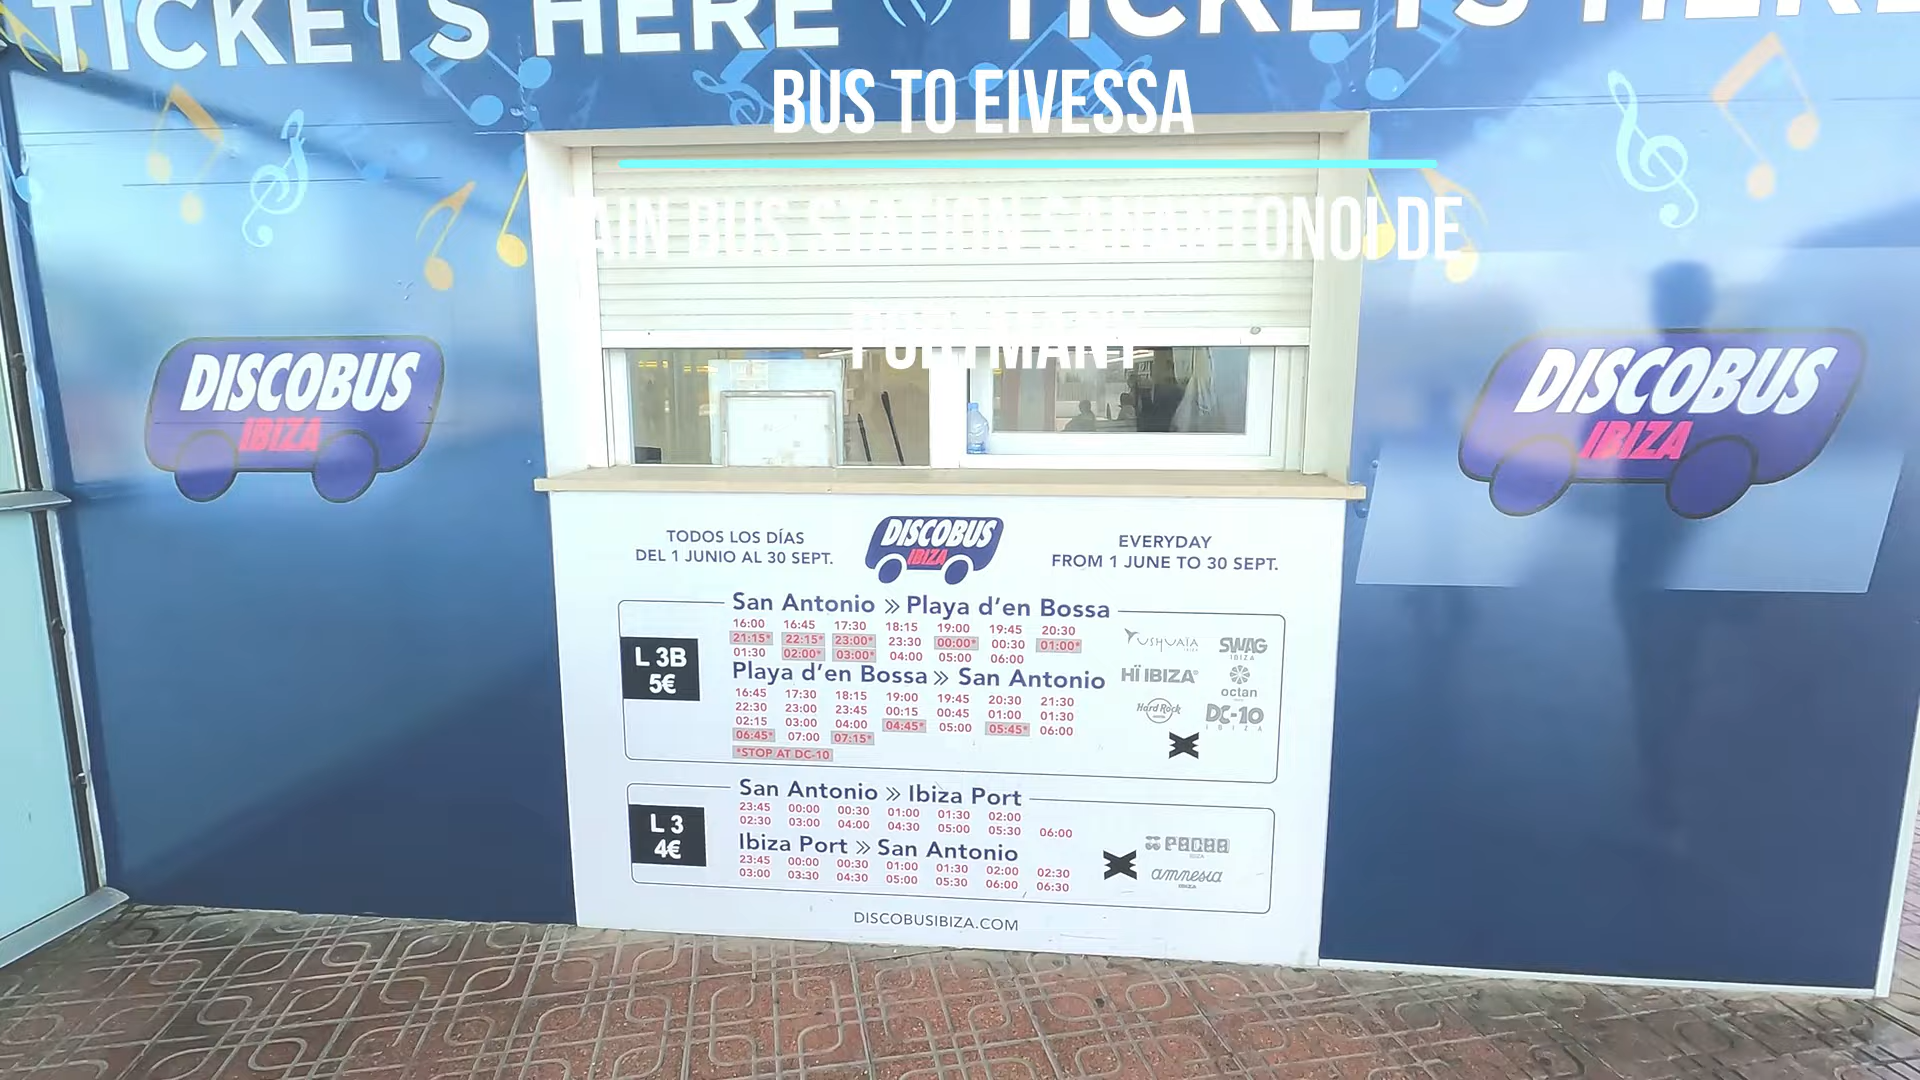 TICKETS HERE
TICKETS HERE
BUS TO EIVESSA
MAIN BUS STATION SANANTONOI DE
PORTMANY
DISCOBUS
IBIZA
DISCOBUS
IBIZA
TODOS LOS DÍAS
DEL 1 JUNIO AL 30 SEPT.
DISCOBUS
IBIZA
EVERYDAY
FROM 1 JUNE TO 30 SEPT.
L 3B
5€
San Antonio » Playa d'en Bossa
16:00 16:45 17:30 18:15 19:00 19:45 20:30
21:15* 22:15* 23:00* 23:30 00:00* 00:30 01:00*
01:30 02:00* 03:00* 04:00 05:00 06:00
Playa d'en Bossa » San Antonio
16:45 17:30 18:15 19:00 19:45 20:30 21:30
22:30 23:00 23:45 00:15 00:45 01:00 01:30
02:15 03:00 04:00 04:45* 05:00 05:45* 06:00
06:45* 07:00 07:15*
*STOP AT DC-10
USHUAÏA
IBIZA
SWAG
IBIZA
HÏ IBIZA
octan
IBIZA
Hard Rock
HOTEL
DC-10
IBIZA
L 3
4€
San Antonio » Ibiza Port
23:45 00:00 00:30 01:00 01:30 02:00
02:30 03:00 04:00 04:30 05:00 05:30 06:00
Ibiza Port » San Antonio
23:45 00:00 00:30 01:00 01:30 02:00 02:30
03:00 03:30 04:30 05:00 05:30 06:00 06:30
PACHA
IBIZA
amnesia
IBIZA
DISCOBUSIBIZA.COM